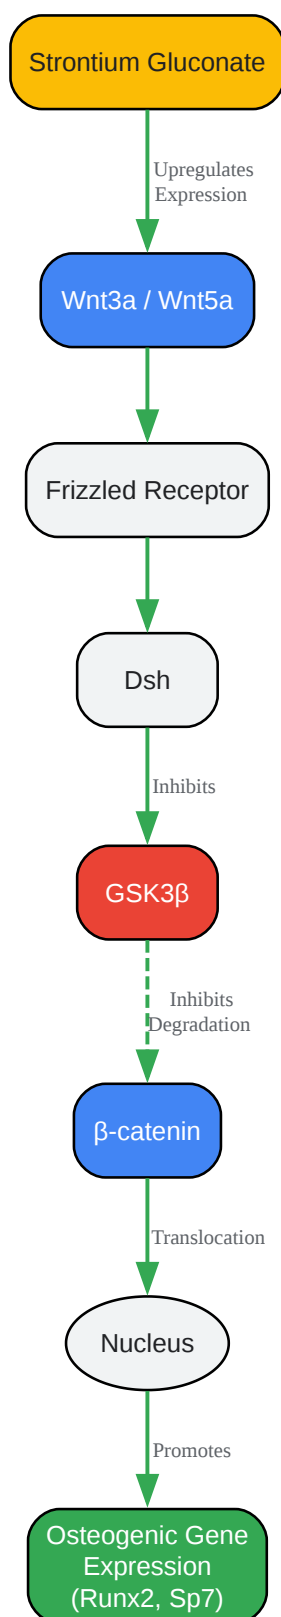 Strontium Gluconate
Upregulates
Expression
Wnt3a / Wnt5a
Frizzled Receptor
Dsh
Inhibits
GSK3β
Inhibits
Degradation
β-catenin
Translocation
Nucleus
Promotes
Osteogenic Gene
Expression
(Runx2, Sp7)